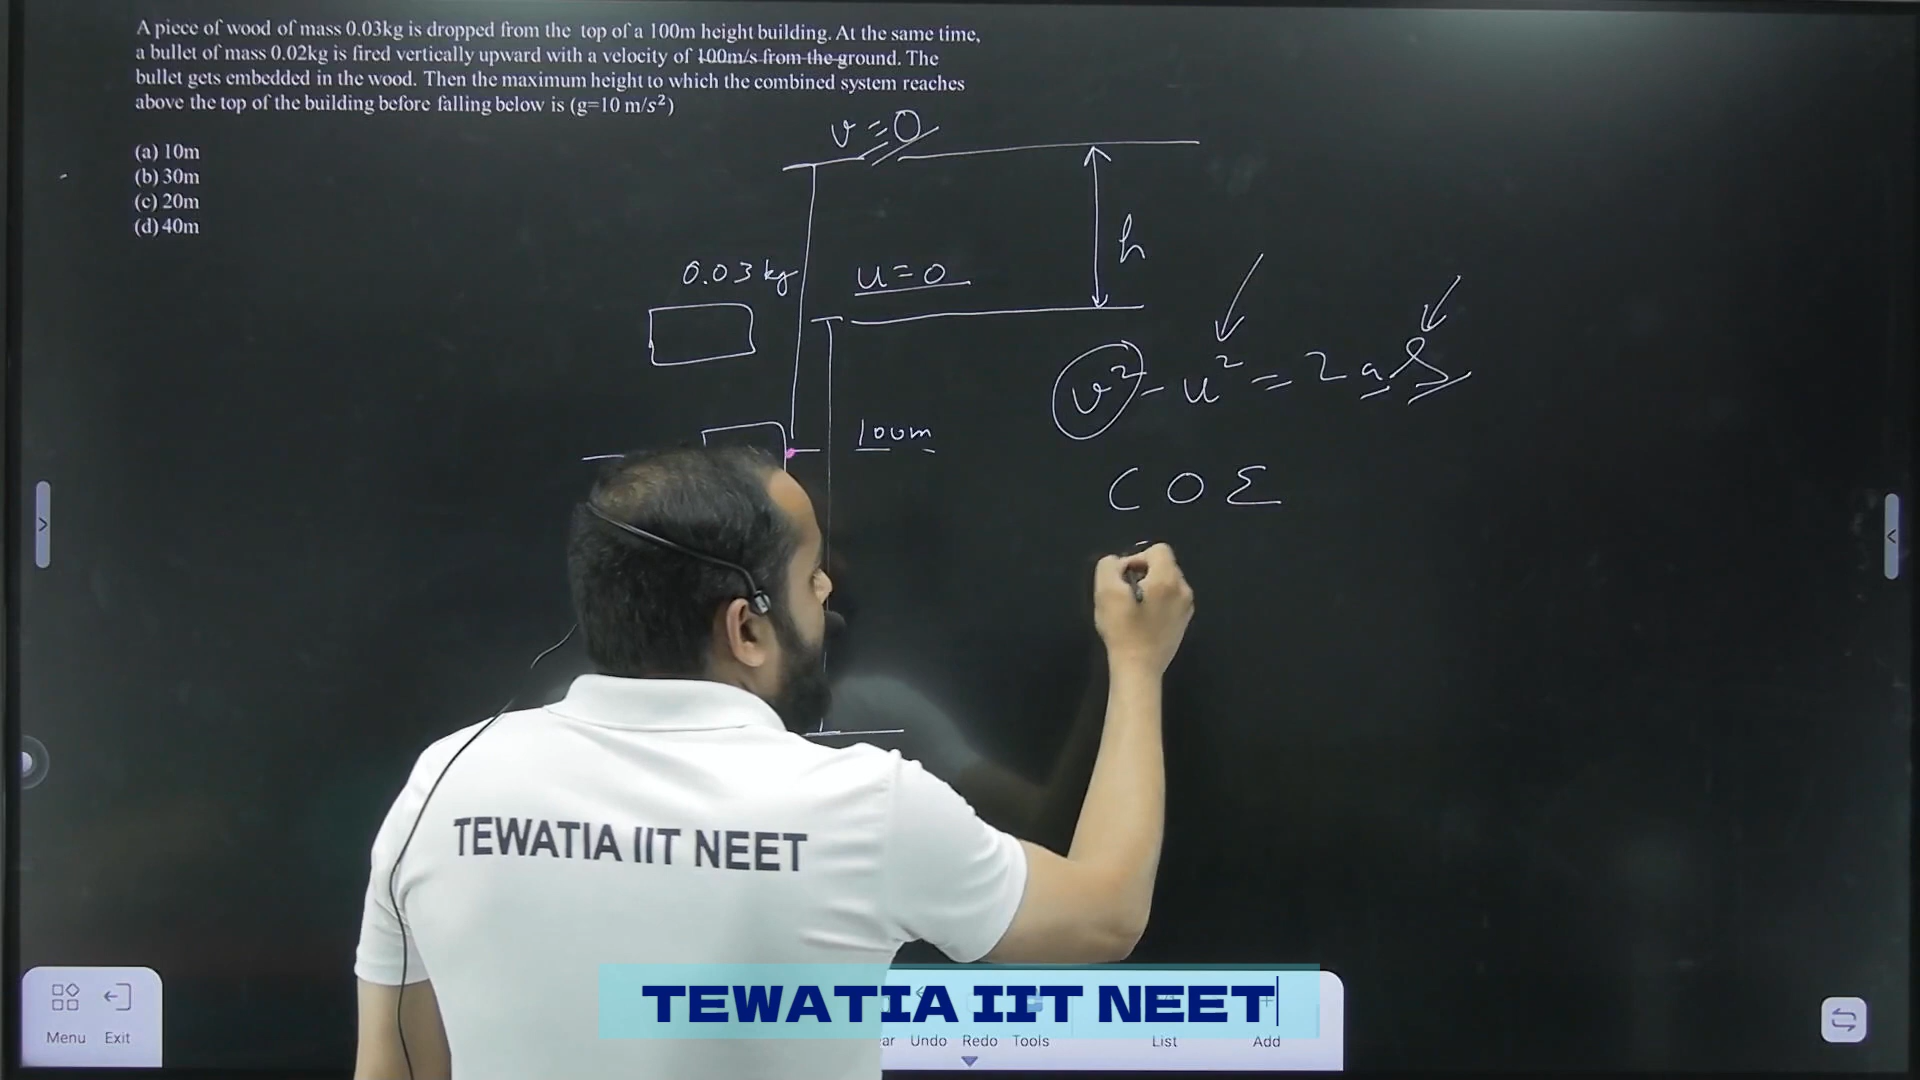 A piece of wood of mass 0.03kg is dropped from the top of a 100m height building. At the same time,
a bullet of mass 0.02kg is fired vertically upward with a velocity of 100m/s from the ground. The
bullet gets embedded in the wood. Then the maximum height to which the combined system reaches
above the top of the building before falling below is (g=10 m/s²)
(a) 10m
(b) 30m
(c) 20m
(d) 40m
v=0
h
0.03 kg
u=0
v² - u² = 2as
100m
COE
TEWATIA IIT NEET
TEWATIA IIT NEET
Menu
Exit
Undo
Redo
Tools
List
Add